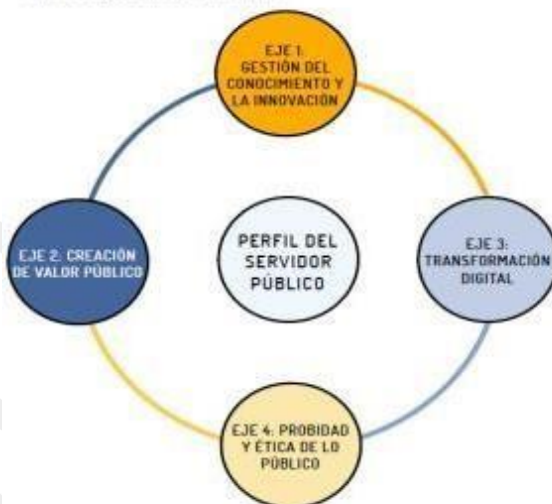 EJE 1:
GESTIÓN DEL
CONOCIMIENTO Y
LA INNOVACIÓN
EJE 2: CREACIÓN
DE VALOR PÚBLICO
PERFIL DEL
SERVIDOR
PÚBLICO
EJE 3:
TRANSFORMACIÓN
DIGITAL
EJE 4: PROBIDAD
Y ÉTICA DE LO
PÚBLICO